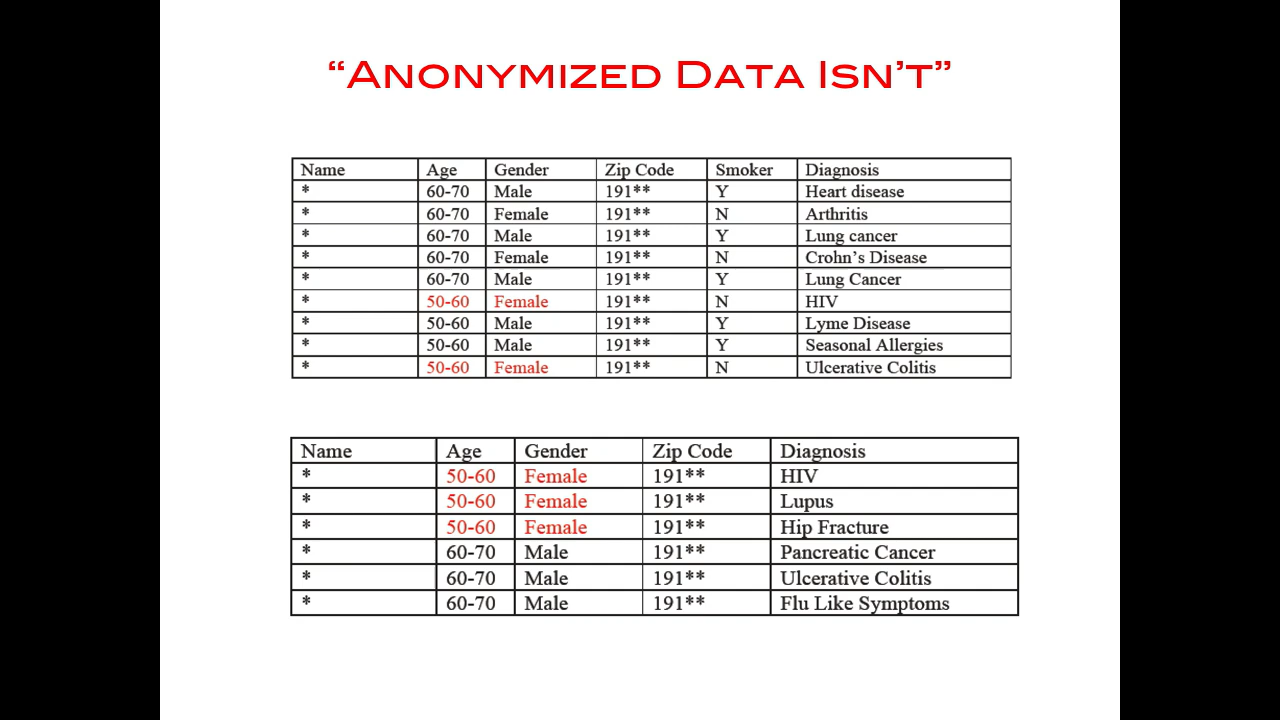 “Anonymized Data Isn’t”
Name Age Gender Zip Code Smoker Diagnosis
* 60-70 Male 191** Y Heart disease
* 60-70 Female 191** N Arthritis
* 60-70 Male 191** Y Lung cancer
* 60-70 Female 191** N Crohn’s Disease
* 60-70 Male 191** Y Lung Cancer
* 50-60 Female 191** N HIV
* 50-60 Male 191** Y Lyme Disease
* 50-60 Male 191** Y Seasonal Allergies
* 50-60 Female 191** N Ulcerative Colitis
Name Age Gender Zip Code Diagnosis
* 50-60 Female 191** HIV
* 50-60 Female 191** Lupus
* 50-60 Female 191** Hip Fracture
* 60-70 Male 191** Pancreatic Cancer
* 60-70 Male 191** Ulcerative Colitis
* 60-70 Male 191** Flu Like Symptoms